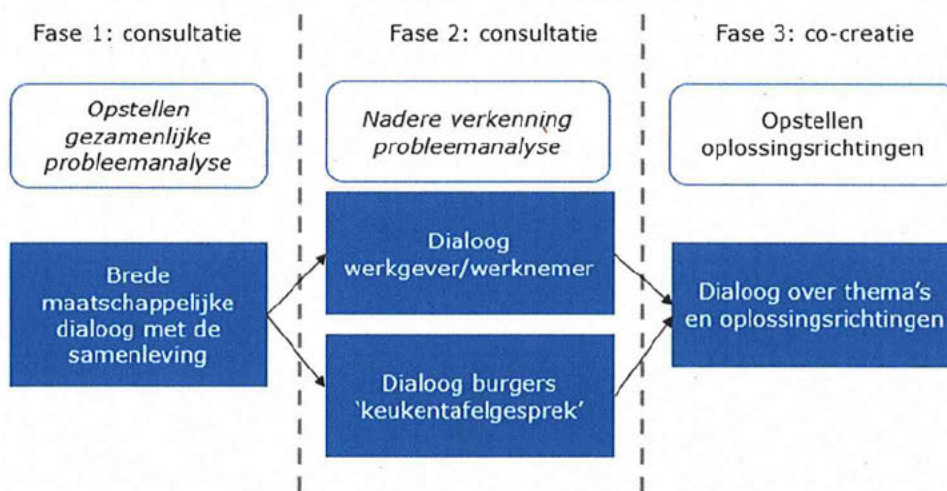 Fase 1: consultatie
Opstellen
gezamenlijke
probleemanalyse
Brede
maatschappelijke
dialoog met de
samenleving
Fase 2: consultatie
Nadere verkenning
probleemanalyse
Dialoog
werkgever/werknemer
Dialoog burgers
'keukentafelgesprek'
Fase 3: co-creatie
Opstellen
oplossingsrichtingen
Dialoog over thema's
en oplossingsrichtingen